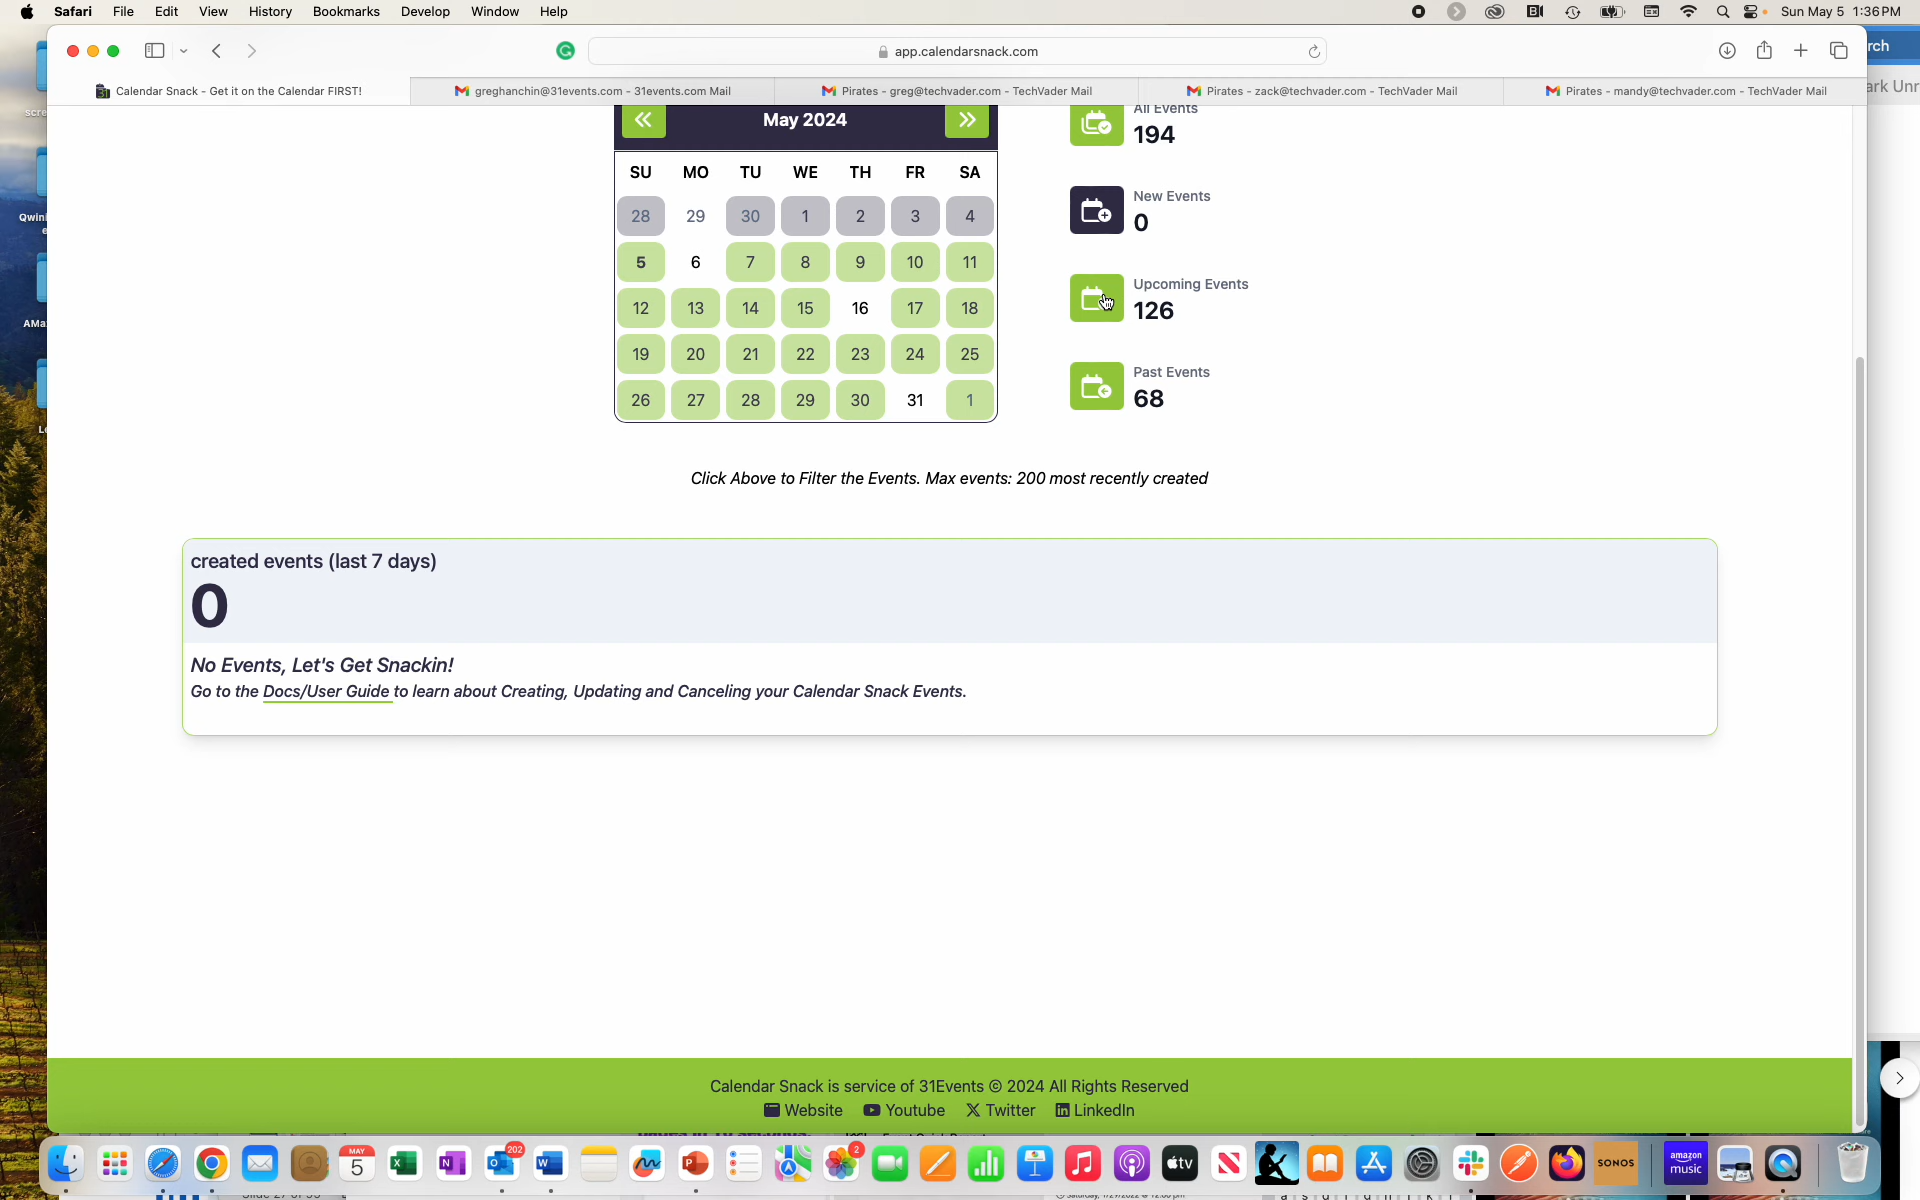 Safari File Edit View History Bookmarks Develop Window Help
Sun May 5 1:36 PM
app.calendarsnack.com
Calendar Snack - Get it on the Calendar FIRST!
greghanchin@31events.com - 31events.com Mail
Pirates - greg@techvader.com - TechVader Mail
Pirates - zack@techvader.com - TechVader Mail
Pirates - mandy@techvader.com - TechVader Mail
May 2024
SU MO TU WE TH FR SA
28 29 30 1 2 3 4
5 6 7 8 9 10 11
12 13 14 15 16 17 18
19 20 21 22 23 24 25
26 27 28 29 30 31 1
All Events
194
New Events
0
Upcoming Events
126
Past Events
68
Click Above to Filter the Events. Max events: 200 most recently created
created events (last 7 days)
0
No Events, Let's Get Snackin!
Go to the Docs/User Guide to learn about Creating, Updating and Canceling your Calendar Snack Events.
Calendar Snack is service of 31Events © 2024 All Rights Reserved
Website Youtube Twitter LinkedIn
MAY
5
202
2
tv
SONOS
amazon
music